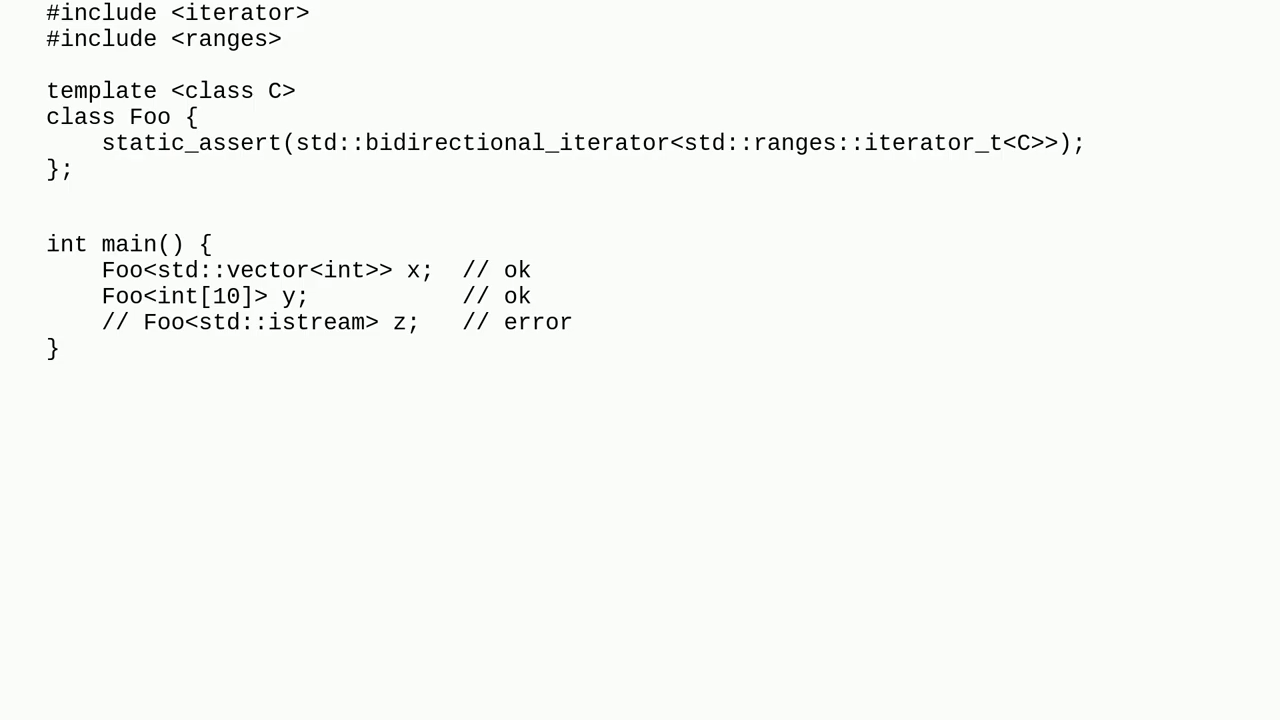 #include <iterator>
#include <ranges>

template <class C>
class Foo {
    static_assert(std::bidirectional_iterator<std::ranges::iterator_t<C>>);
};

int main() {
    Foo<std::vector<int>> x;  // ok
    Foo<int[10]> y;           // ok
    // Foo<std::istream> z;   // error
}